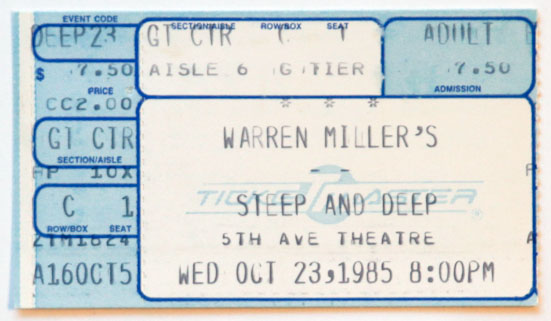 EVENT CODE
DEEP23
$ 7.50
PRICE
CC2.00
GT CTR
SECTION/AISLE
C 1
ROW/BOX SEAT
ZTM1824
A16OCT5
SECTION/AISLE ROW/BOX SEAT
GT CTR C 1
AISLE 6 G TIER
ADULT
7.50
ADMISSION
* * *
WARREN MILLER'S
TICKETMASTER ®
STEEP AND DEEP
5TH AVE THEATRE
WED OCT 23,1985 8:00PM